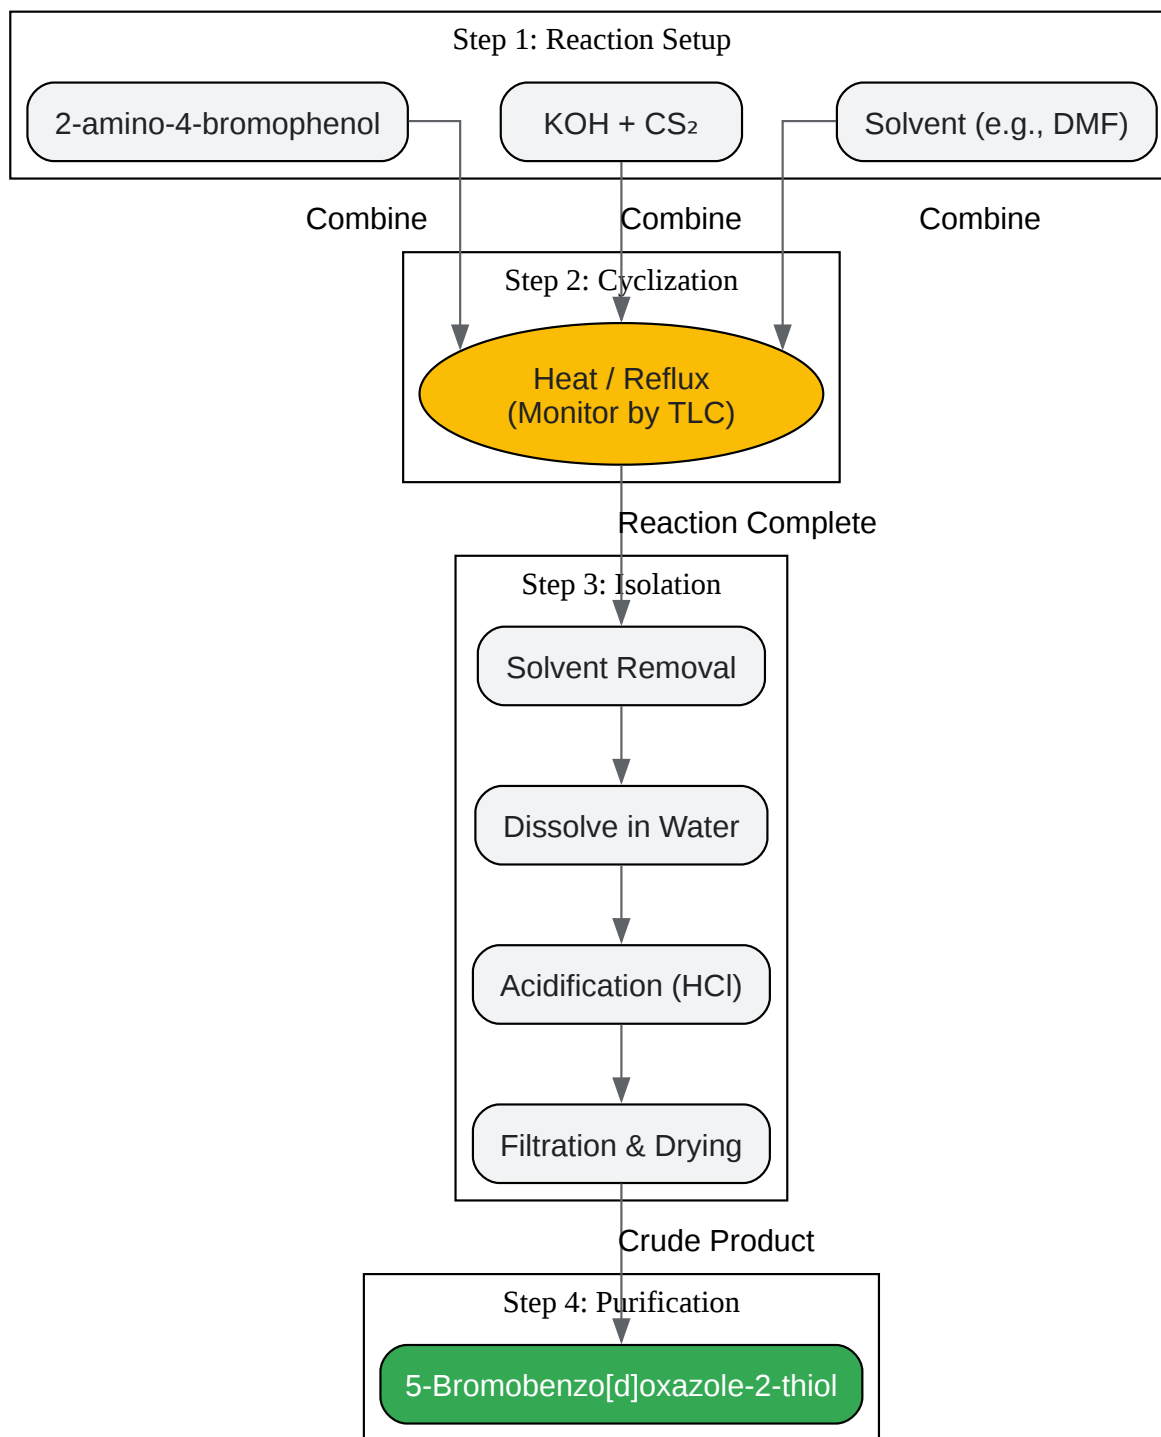 Step 1: Reaction Setup
2-amino-4-bromophenol
KOH + CS₂
Solvent (e.g., DMF)
Combine
Combine
Combine
Step 2: Cyclization
Heat / Reflux
(Monitor by TLC)
Reaction Complete
Step 3: Isolation
Solvent Removal
Dissolve in Water
Acidification (HCl)
Filtration & Drying
Crude Product
Step 4: Purification
5-Bromobenzo[d]oxazole-2-thiol